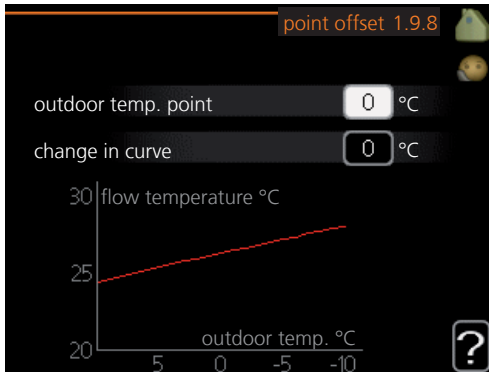 point offset 1.9.8
outdoor temp. point 0 °C
change in curve 0 °C
30 flow temperature °C
25
outdoor temp. °C
20
5 0 -5 -10
?